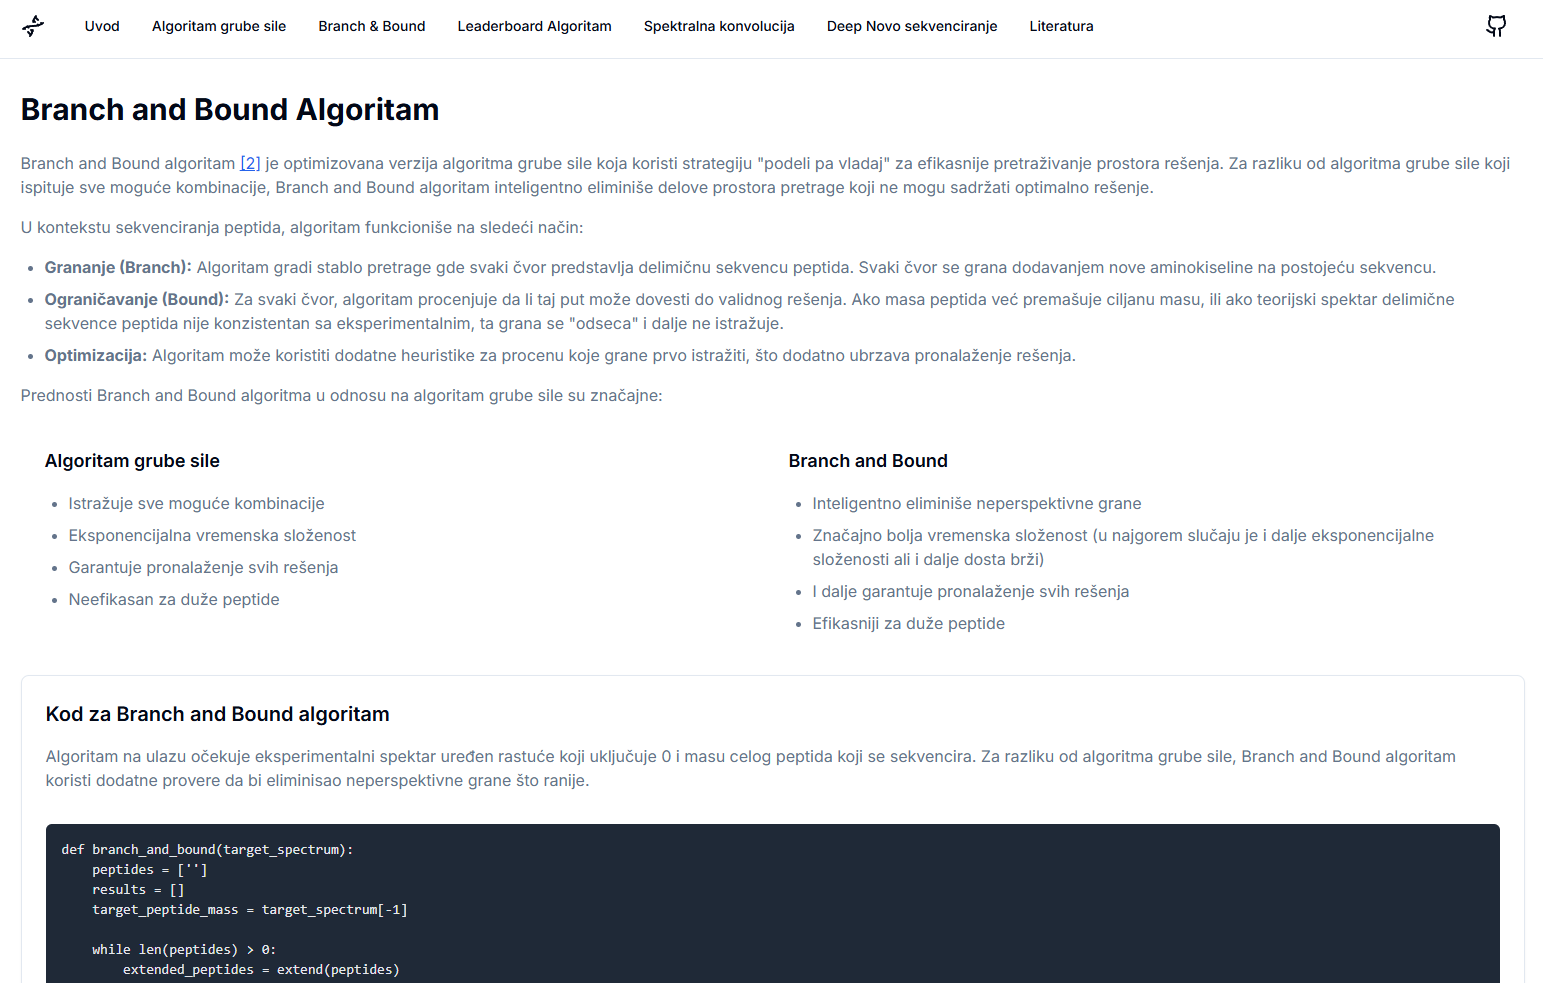 Uvod Algoritam grube sile Branch & Bound Leaderboard Algoritam Spektralna konvolucija Deep Novo sekvenciranje Literatura
Branch and Bound Algoritam
Branch and Bound algoritam [2] je optimizovana verzija algoritma grube sile koja koristi strategiju "podeli pa vladaj" za efikasnije pretraživanje prostora rešenja. Za razliku od algoritma grube sile koji
ispituje sve moguće kombinacije, Branch and Bound algoritam inteligentno eliminiše delove prostora pretrage koji ne mogu sadržati optimalno rešenje.
U kontekstu sekvenciranja peptida, algoritam funkcioniše na sledeći način:
• Grananje (Branch): Algoritam gradi stablo pretrage gde svaki čvor predstavlja delimičnu sekvencu peptida. Svaki čvor se grana dodavanjem nove aminokiseline na postojeću sekvencu.
• Ograničavanje (Bound): Za svaki čvor, algoritam procenjuje da li taj put može dovesti do validnog rešenja. Ako masa peptida već premašuje ciljanu masu, ili ako teorijski spektar delimične
sekvence peptida nije konzistentan sa eksperimentalnim, ta grana se "odseca" i dalje ne istražuje.
• Optimizacija: Algoritam može koristiti dodatne heuristike za procenu koje grane prvo istražiti, što dodatno ubrzava pronalaženje rešenja.
Prednosti Branch and Bound algoritma u odnosu na algoritam grube sile su značajne:
Algoritam grube sile
• Istražuje sve moguće kombinacije
• Eksponencijalna vremenska složenost
• Garantuje pronalaženje svih rešenja
• Neefikasan za duže peptide
Branch and Bound
• Inteligentno eliminiše neperspektivne grane
• Značajno bolja vremenska složenost (u najgorem slučaju je i dalje eksponencijalne
složenosti ali i dalje dosta brži)
• I dalje garantuje pronalaženje svih rešenja
• Efikasniji za duže peptide
Kod za Branch and Bound algoritam
Algoritam na ulazu očekuje eksperimentalni spektar uređen rastuće koji uključuje 0 i masu celog peptida koji se sekvencira. Za razliku od algoritma grube sile, Branch and Bound algoritam
koristi dodatne provere da bi eliminisao neperspektivne grane što ranije.
def branch_and_bound(target_spectrum):
    peptides = ['']
    results = []
    target_peptide_mass = target_spectrum[-1]
    while len(peptides) > 0:
        extended_peptides = extend(peptides)